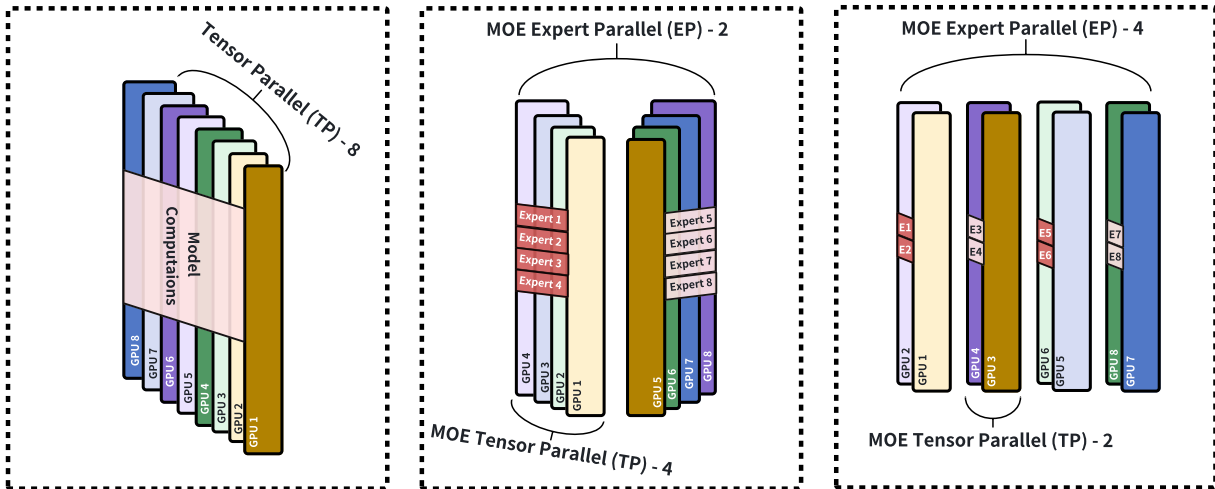 Tensor Parallel (TP) - 8
Model
Computaions
GPU 8
GPU 7
GPU 6
GPU 5
GPU 4
GPU 3
GPU 2
GPU 1
MOE Expert Parallel (EP) - 2
Expert 1
Expert 2
Expert 3
Expert 4
Expert 5
Expert 6
Expert 7
Expert 8
GPU 4
GPU 3
GPU 2
GPU 1
GPU 5
GPU 6
GPU 7
GPU 8
MOE Tensor Parallel (TP) - 4
MOE Expert Parallel (EP) - 4
E1
E2
E3
E4
E5
E6
E7
E8
GPU 2
GPU 1
GPU 4
GPU 3
GPU 6
GPU 5
GPU 8
GPU 7
MOE Tensor Parallel (TP) - 2